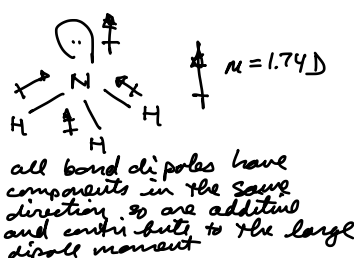 N μ = 1.74 D
H H
H
all bond dipoles have
components in the same
direction so are additive
and contribute to the large
dipole moment